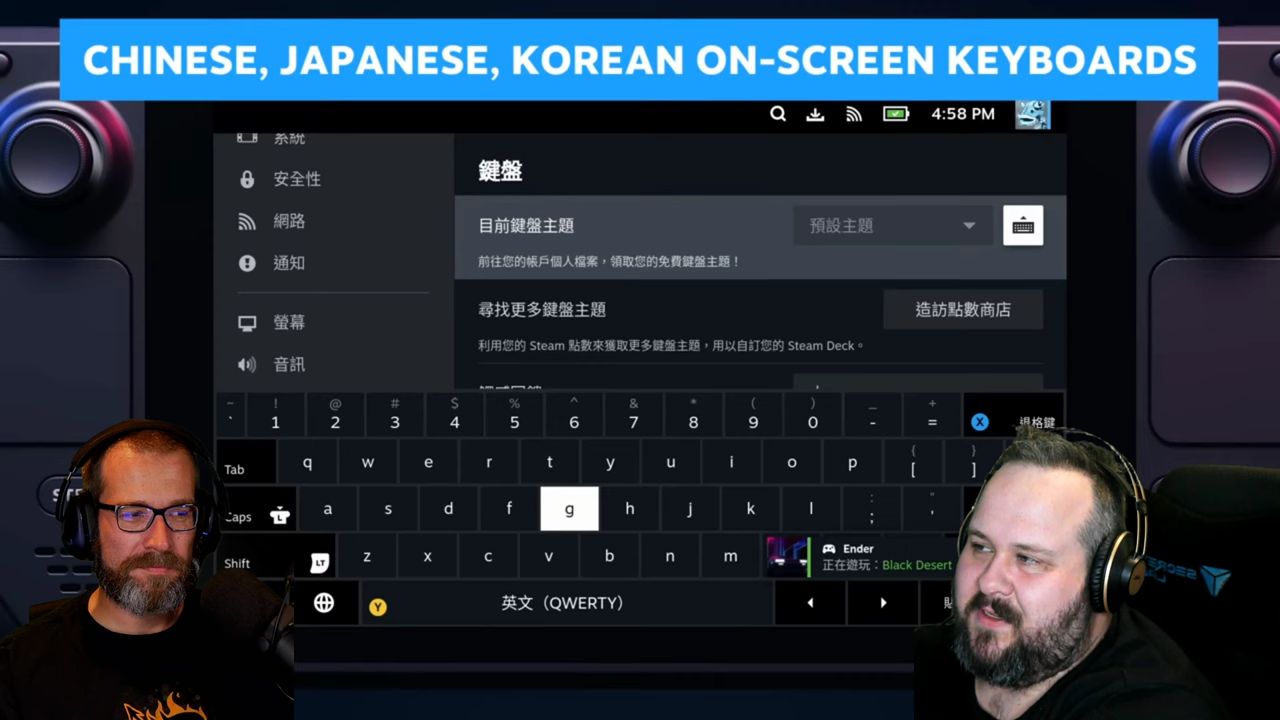 CHINESE, JAPANESE, KOREAN ON-SCREEN KEYBOARDS
4:58 PM
系統
安全性
網路
通知
螢幕
音訊
鍵盤
目前鍵盤主題
預設主題
前往您的帳戶個人檔案，領取您的免費鍵盤主題！
尋找更多鍵盤主題
造訪點數商店
利用您的 Steam 點數來獲取更多鍵盤主題，用以自訂您的 Steam Deck。
~ ! @ # $ % ^ & * ( ) _ +
` 1 2 3 4 5 6 7 8 9 0 - = X 退格鍵
{ }
Tab q w e r t y u i o p [ ]
: "
Caps L a s d f g h j k l ; '
Shift LT z x c v b n m
Ender
正在遊玩：Black Desert
Y 英文（QWERTY）